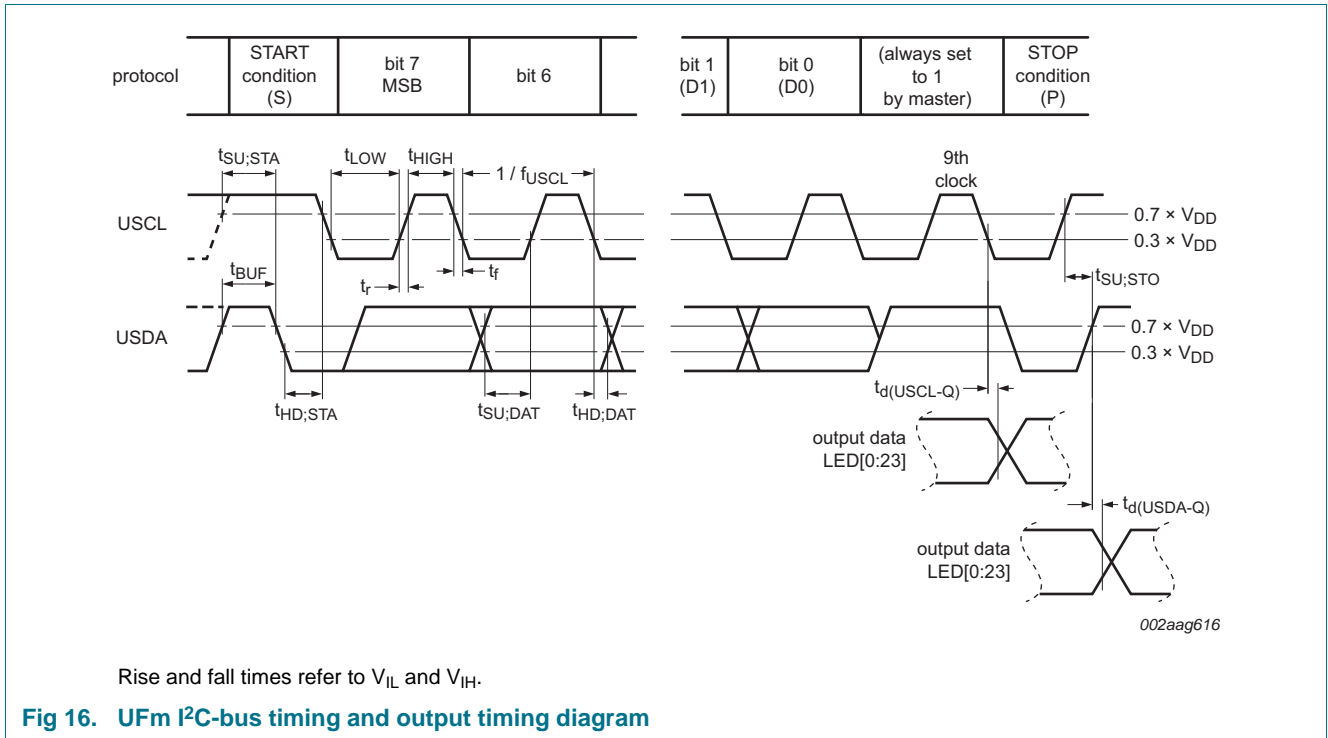 protocol
START
condition
(S)
bit 7
MSB
bit 6
bit 1
(D1)
bit 0
(D0)
(always set
to 1
by master)
STOP
condition
(P)
tSU;STA
tLOW
tHIGH
1 / fUSCL
9th
clock
USCL
0.7 × VDD
0.3 × VDD
tBUF
tr
tf
tSU;STO
USDA
0.7 × VDD
0.3 × VDD
tHD;STA
tSU;DAT
tHD;DAT
td(USCL-Q)
output data
LED[0:23]
td(USDA-Q)
output data
LED[0:23]
002aag616
Rise and fall times refer to VIL and VIH.
Fig 16. UFm I²C-bus timing and output timing diagram